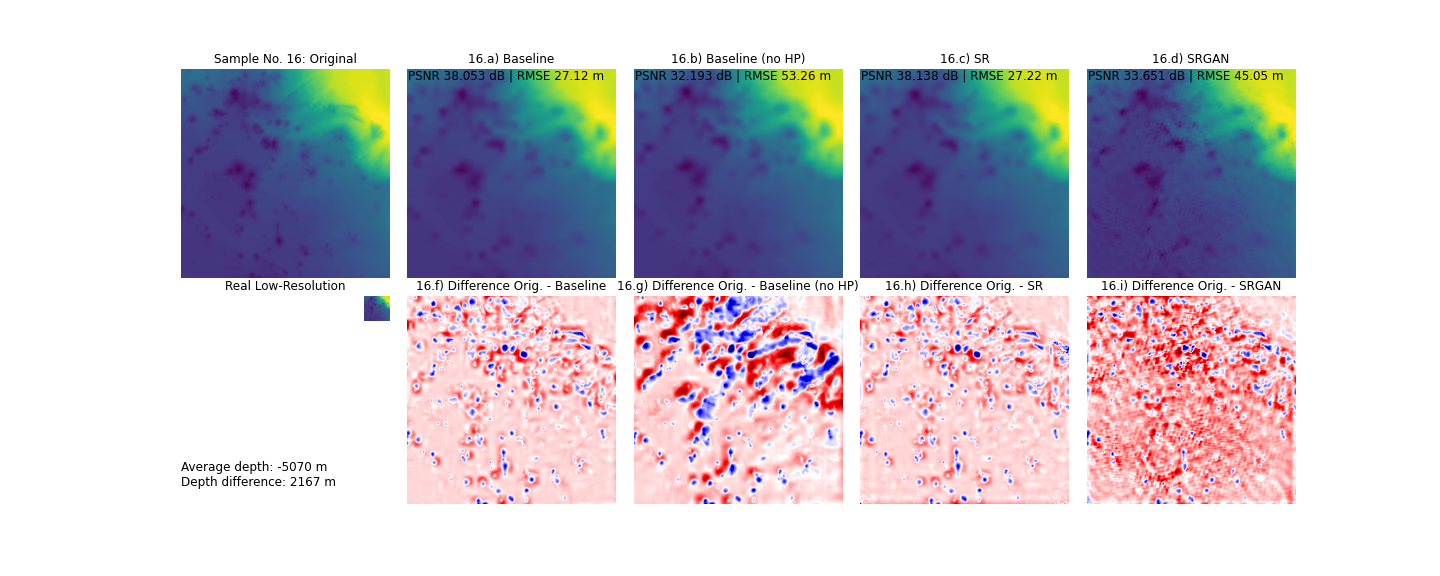 Sample No. 16: Original
16.a) Baseline
16.b) Baseline (no HP)
16.c) SR
16.d) SRGAN
PSNR 38.053 dB | RMSE 27.12 m
PSNR 32.193 dB | RMSE 53.26 m
PSNR 38.138 dB | RMSE 27.22 m
PSNR 33.651 dB | RMSE 45.05 m
Real Low-Resolution
16.f) Difference Orig. - Baseline
16.g) Difference Orig. - Baseline (no HP)
16.h) Difference Orig. - SR
16.i) Difference Orig. - SRGAN
Average depth: -5070 m
Depth difference: 2167 m